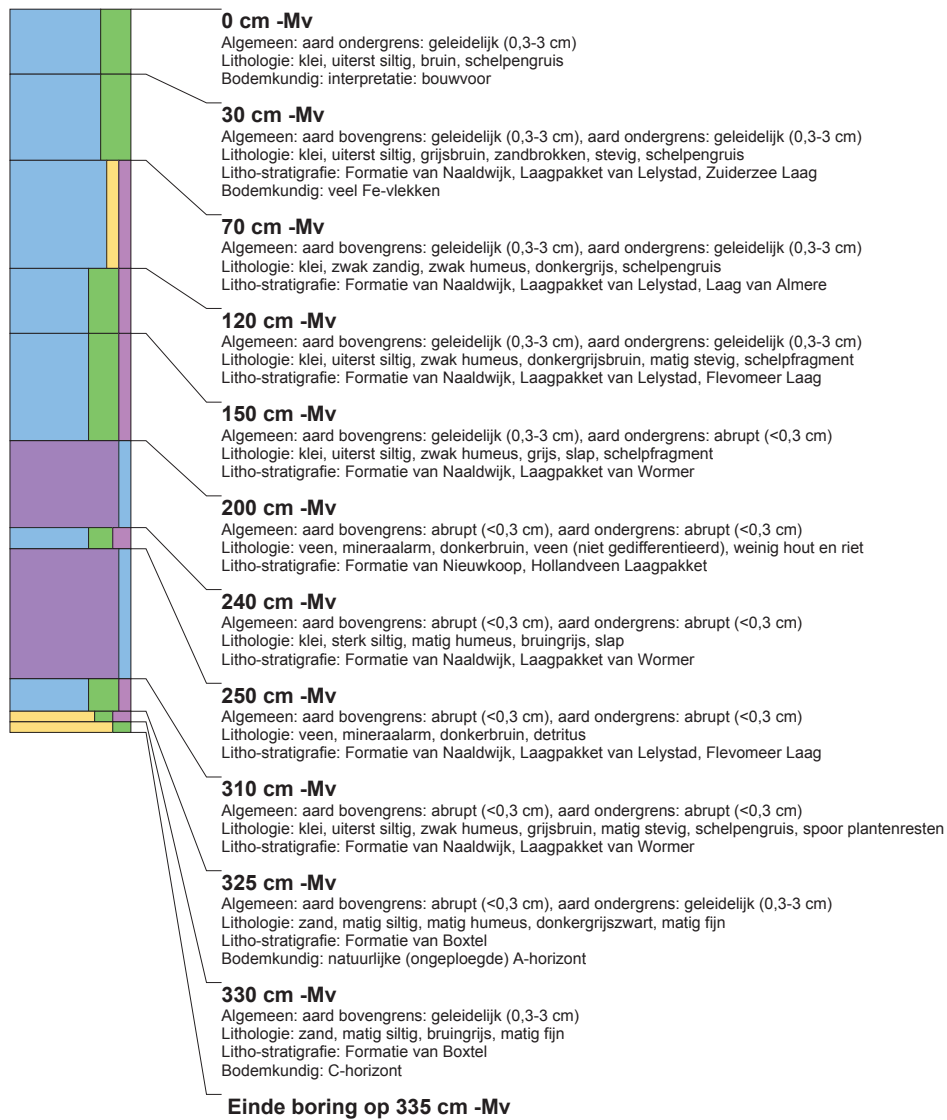 0 cm -Mv
Algemeen: aard ondergrens: geleidelijk (0,3-3 cm)
Lithologie: klei, uiterst siltig, bruin, schelpengruis
Bodemkundig: interpretatie: bouwvoor
30 cm -Mv
Algemeen: aard bovengrens: geleidelijk (0,3-3 cm), aard ondergrens: geleidelijk (0,3-3 cm)
Lithologie: klei, uiterst siltig, grijsbruin, zandbrokken, stevig, schelpengruis
Litho-stratigrafie: Formatie van Naaldwijk, Laagpakket van Lelystad, Zuiderzee Laag
Bodemkundig: veel Fe-vlekken
70 cm -Mv
Algemeen: aard bovengrens: geleidelijk (0,3-3 cm), aard ondergrens: geleidelijk (0,3-3 cm)
Lithologie: klei, zwak zandig, zwak humeus, donkergrijs, schelpengruis
Litho-stratigrafie: Formatie van Naaldwijk, Laagpakket van Lelystad, Laag van Almere
120 cm -Mv
Algemeen: aard bovengrens: geleidelijk (0,3-3 cm), aard ondergrens: geleidelijk (0,3-3 cm)
Lithologie: klei, uiterst siltig, zwak humeus, donkergrijsbruin, matig stevig, schelpfragment
Litho-stratigrafie: Formatie van Naaldwijk, Laagpakket van Lelystad, Flevomeer Laag
150 cm -Mv
Algemeen: aard bovengrens: geleidelijk (0,3-3 cm), aard ondergrens: abrupt (<0,3 cm)
Lithologie: klei, uiterst siltig, zwak humeus, grijs, slap, schelpfragment
Litho-stratigrafie: Formatie van Naaldwijk, Laagpakket van Wormer
200 cm -Mv
Algemeen: aard bovengrens: abrupt (<0,3 cm), aard ondergrens: abrupt (<0,3 cm)
Lithologie: veen, mineraalarm, donkerbruin, veen (niet gedifferentieerd), weinig hout en riet
Litho-stratigrafie: Formatie van Nieuwkoop, Hollandveen Laagpakket
240 cm -Mv
Algemeen: aard bovengrens: abrupt (<0,3 cm), aard ondergrens: abrupt (<0,3 cm)
Lithologie: klei, sterk siltig, matig humeus, bruingrijs, slap
Litho-stratigrafie: Formatie van Naaldwijk, Laagpakket van Wormer
250 cm -Mv
Algemeen: aard bovengrens: abrupt (<0,3 cm), aard ondergrens: abrupt (<0,3 cm)
Lithologie: veen, mineraalarm, donkerbruin, detritus
Litho-stratigrafie: Formatie van Naaldwijk, Laagpakket van Lelystad, Flevomeer Laag
310 cm -Mv
Algemeen: aard bovengrens: abrupt (<0,3 cm), aard ondergrens: abrupt (<0,3 cm)
Lithologie: klei, uiterst siltig, zwak humeus, grijsbruin, matig stevig, schelpengruis, spoor plantenresten
Litho-stratigrafie: Formatie van Naaldwijk, Laagpakket van Wormer
325 cm -Mv
Algemeen: aard bovengrens: abrupt (<0,3 cm), aard ondergrens: geleidelijk (0,3-3 cm)
Lithologie: zand, matig siltig, matig humeus, donkergrijszwart, matig fijn
Litho-stratigrafie: Formatie van Boxtel
Bodemkundig: natuurlijke (ongeploegde) A-horizont
330 cm -Mv
Algemeen: aard bovengrens: geleidelijk (0,3-3 cm)
Lithologie: zand, matig siltig, bruingrijs, matig fijn
Litho-stratigrafie: Formatie van Boxtel
Bodemkundig: C-horizont
Einde boring op 335 cm -Mv